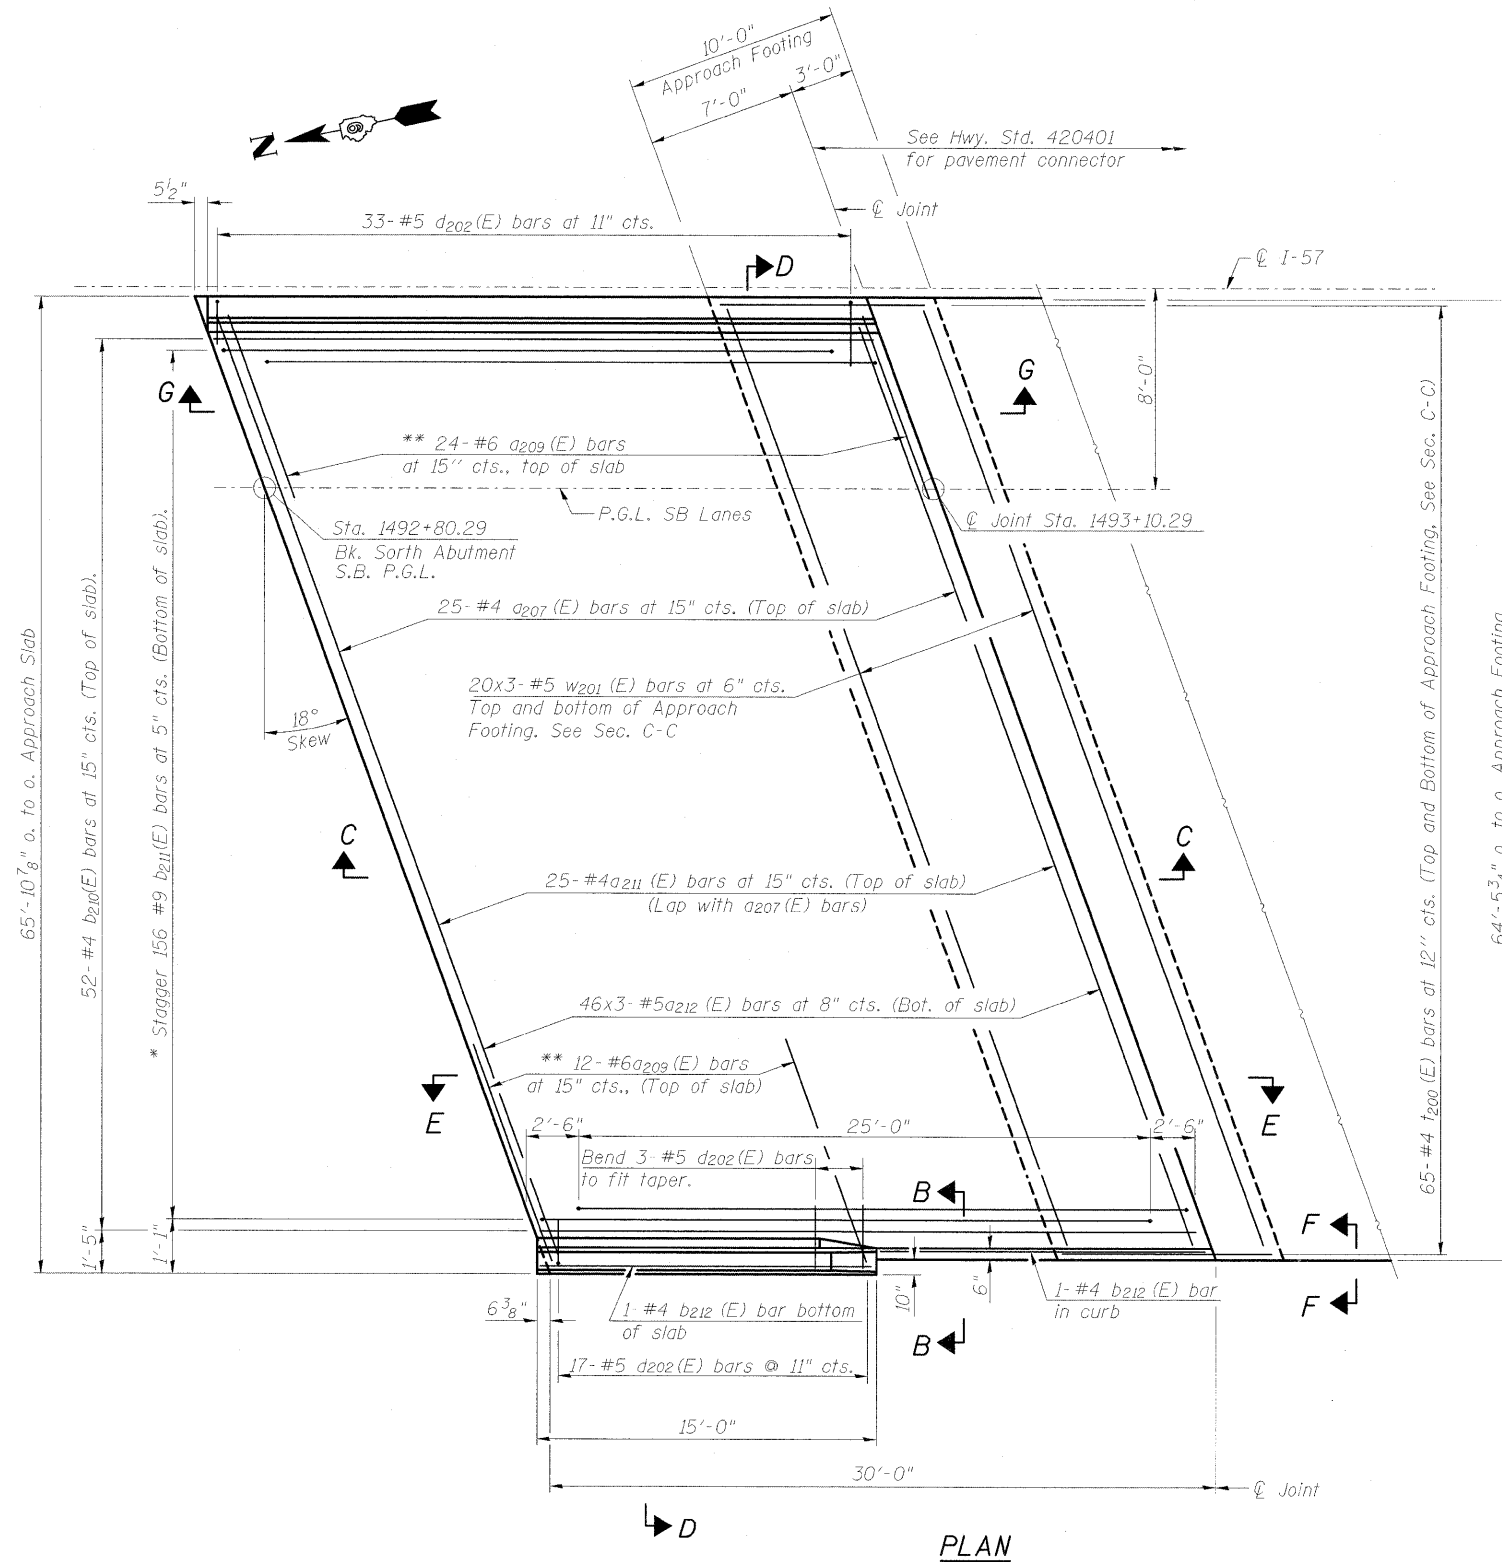 10'-0"
Approach Footing
3'-0"
7'-0"
See Hwy. Std. 420401
for pavement connector
N
5½"
33-#5 d202(E) bars at 11" cts.
℄ Joint
℄ I-57
D
G
G
8'-0"
** 24-#6 a209(E) bars
at 15" cts., top of slab
P.G.L. SB Lanes
Sta. 1492+80.29
Bk. Sorth Abutment
S.B. P.G.L.
℄ Joint Sta. 1493+10.29
25-#4 a207(E) bars at 15" cts. (Top of slab)
20x3-#5 w201(E) bars at 6" cts.
Top and bottom of Approach
Footing. See Sec. C-C
18°
Skew
65'-10⅞" o. to o. Approach Slab
52-#4 b210(E) bars at 15" cts. (Top of slab).
* Stagger 156 #9 b211(E) bars at 5" cts. (Bottom of slab).
65-#4 t200(E) bars at 12" cts. (Top and Bottom of Approach Footing, See Sec. C-C)
64'-5¾" o. to o. Approach Footing
C
C
25-#4a211(E) bars at 15" cts. (Top of slab)
(Lap with a207(E) bars)
46x3-#5a212(E) bars at 8" cts. (Bot. of slab)
** 12-#6a209(E) bars
at 15" cts., (Top of slab)
E
E
2'-6"
25'-0"
2'-6"
Bend 3-#5 d202(E) bars
to fit taper.
B
F
1'-5"
1'-1"
6⅜"
1-#4 b212(E) bar bottom
of slab
10"
6"
1-#4 b212(E) bar
in curb
F
B
17-#5 d202(E) bars @ 11" cts.
15'-0"
30'-0"
℄ Joint
D
PLAN